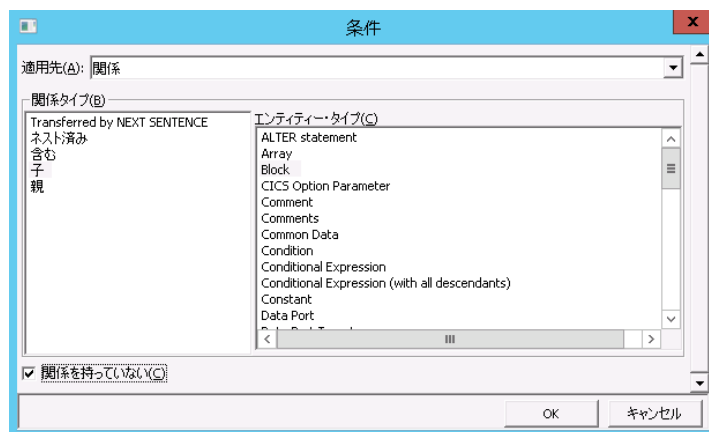 条件
x
適用先(A): 関係
関係タイプ(B)
Transferred by NEXT SENTENCE
ネスト済み
含む
子
親
エンティティー・タイプ(C)
ALTER statement
Array
Block
CICS Option Parameter
Comment
Comments
Common Data
Condition
Conditional Expression
Conditional Expression (with all descendants)
Constant
Data Port
関係を持っていない(C)
OK
キャンセル